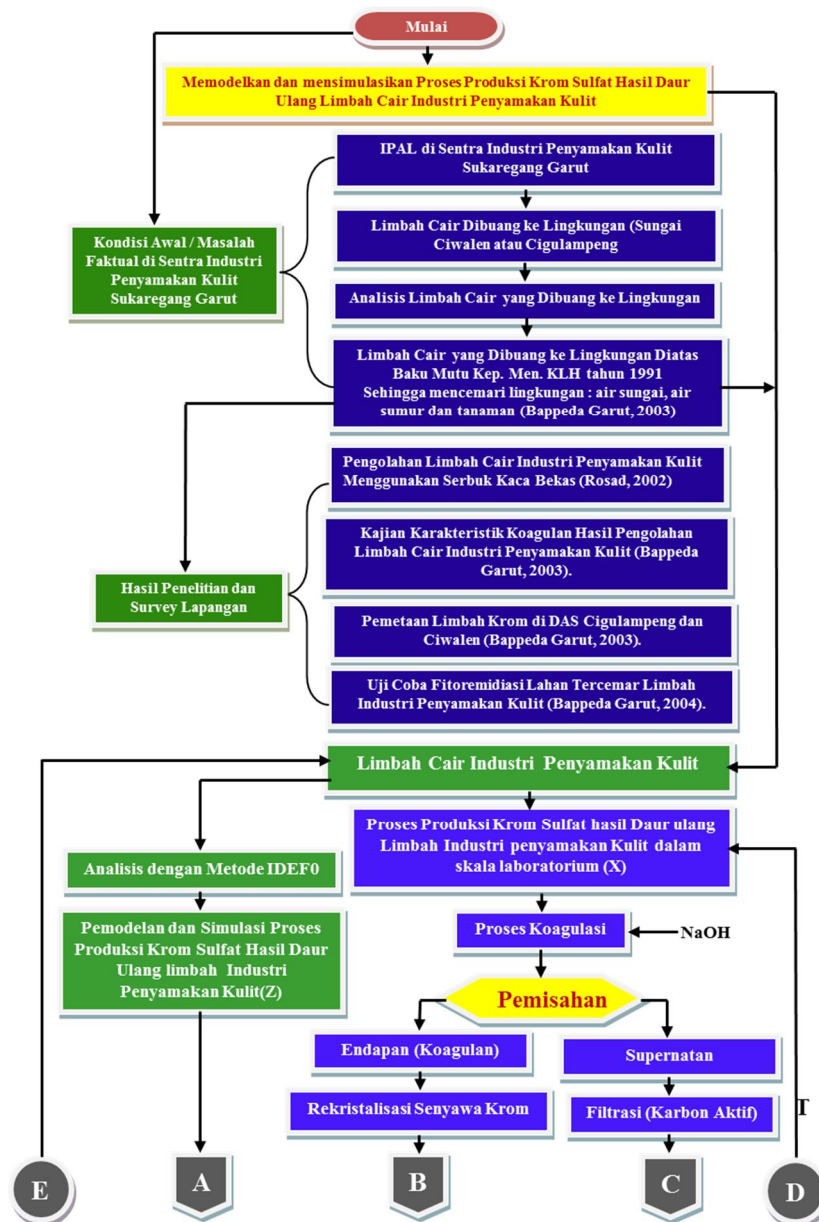 Mulai
Memodelkan dan mensimulasikan Proses Produksi Krom Sulfat Hasil Daur
Ulang Limbah Cair Industri Penyamakan Kulit
IPAL di Sentra Industri Penyamakan Kulit
Sukaregang Garut
Limbah Cair Dibuang ke Lingkungan (Sungai
Ciwalen atau Cigulampeng
Kondisi Awal / Masalah
Faktual di Sentra Industri
Penyamakan Kulit
Sukaregang Garut
Analisis Limbah Cair yang Dibuang ke Lingkungan
Limbah Cair yang Dibuang ke Lingkungan Diatas
Baku Mutu Kep. Men. KLH tahun 1991
Sehingga mencemari lingkungan : air sungai, air
sumur dan tanaman (Bappeda Garut, 2003)
Pengolahan Limbah Cair Industri Penyamakan Kulit
Menggunakan Serbuk Kaca Bekas (Rosad, 2002)
Kajian Karakteristik Koagulan Hasil Pengolahan
Limbah Cair Industri Penyamakan Kulit (Bappeda
Garut, 2003).
Hasil Penelitian dan
Survey Lapangan
Pemetaan Limbah Krom di DAS Cigulampeng dan
Ciwalen (Bappeda Garut, 2003).
Uji Coba Fitoremidiasi Lahan Tercemar Limbah
Industri Penyamakan Kulit (Bappeda Garut, 2004).
Limbah Cair Industri Penyamakan Kulit
Proses Produksi Krom Sulfat hasil Daur ulang
Limbah Industri penyamakan Kulit dalam
skala laboratorium (X)
Analisis dengan Metode IDEF0
Pemodelan dan Simulasi Proses
Produksi Krom Sulfat Hasil Daur
Ulang limbah Industri
Penyamakan Kulit(Z)
Proses Koagulasi
NaOH
Pemisahan
Endapan (Koagulan)
Supernatan
Rekristalisasi Senyawa Krom
Filtrasi (Karbon Aktif)
T
E
A
B
C
D